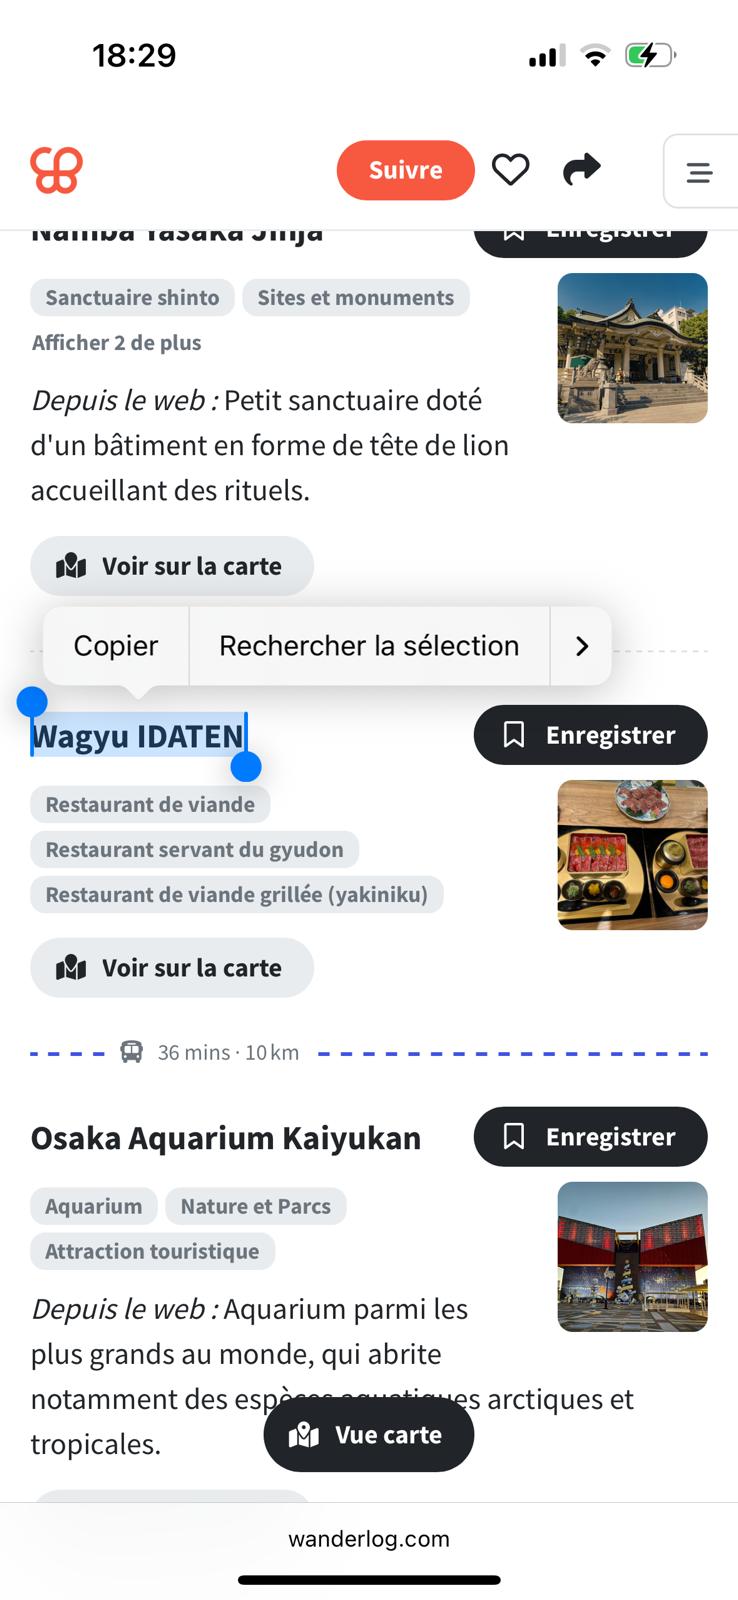 18:29
Suivre
Namba Yasaka Jinja
Enregistrer
Sanctuaire shinto
Sites et monuments
Afficher 2 de plus
Depuis le web : Petit sanctuaire doté
d'un bâtiment en forme de tête de lion
accueillant des rituels.
Voir sur la carte
Copier
Rechercher la sélection
Wagyu IDATEN
Enregistrer
Restaurant de viande
Restaurant servant du gyudon
Restaurant de viande grillée (yakiniku)
Voir sur la carte
36 mins · 10 km
Osaka Aquarium Kaiyukan
Enregistrer
Aquarium
Nature et Parcs
Attraction touristique
Depuis le web : Aquarium parmi les
plus grands au monde, qui abrite
notamment des espèces aquatiques arctiques et
tropicales.
Vue carte
wanderlog.com